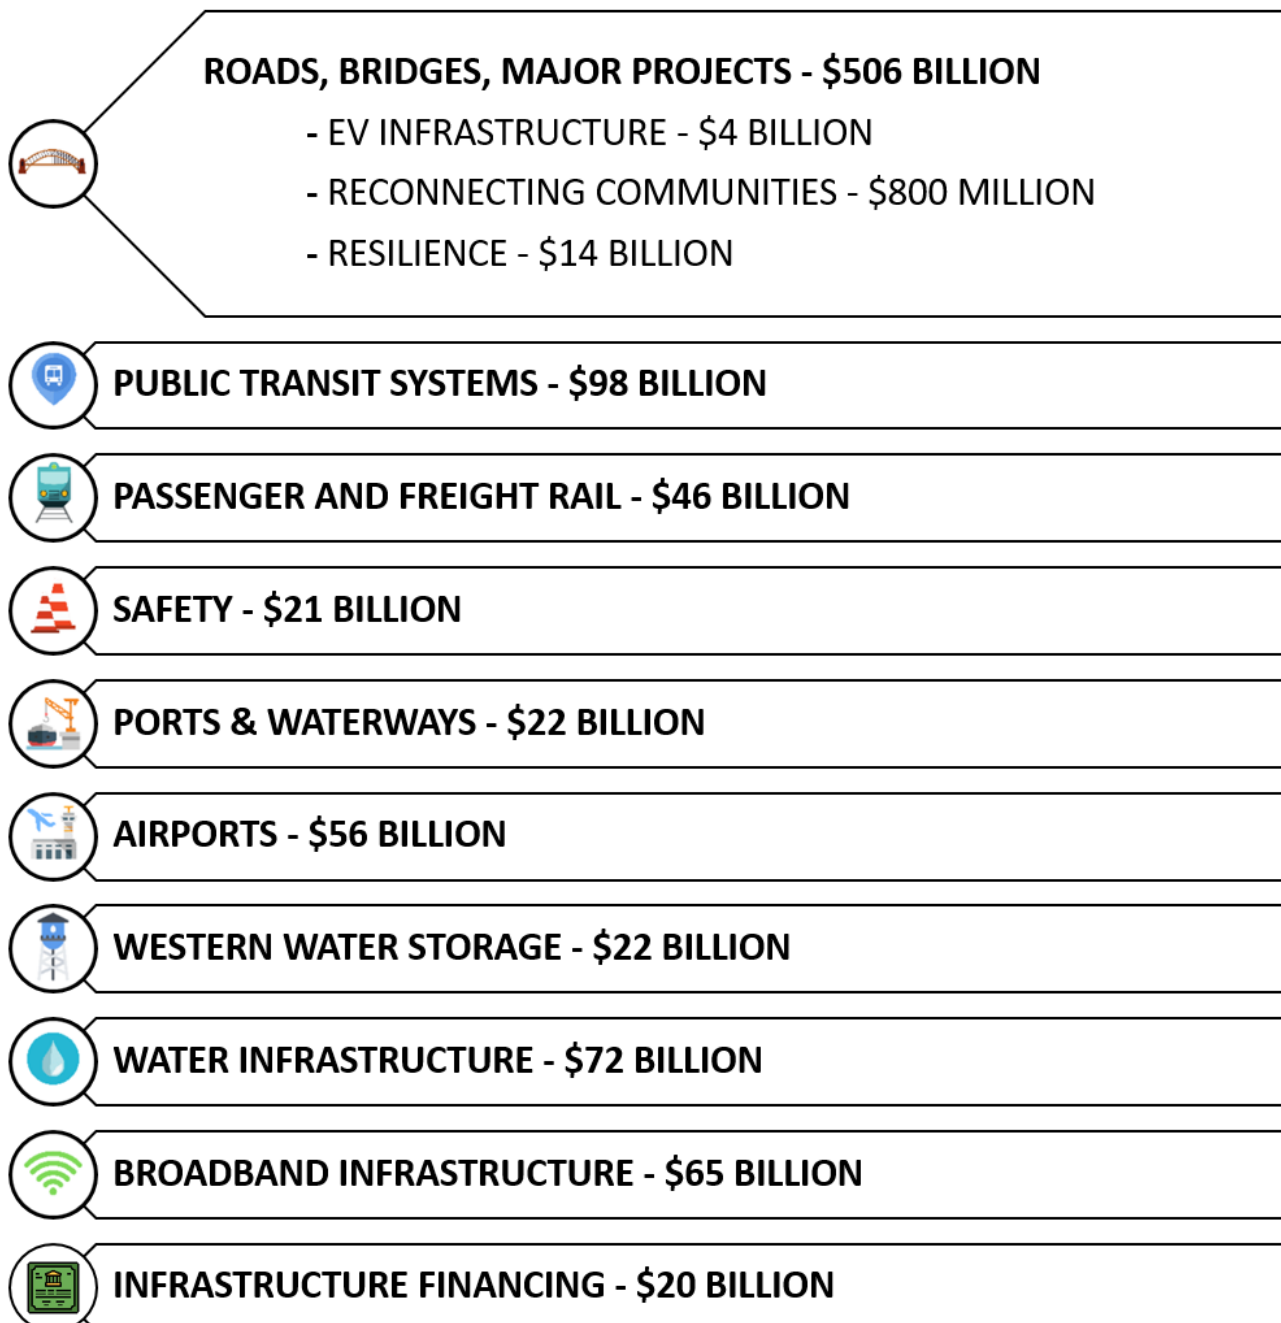 ROADS, BRIDGES, MAJOR PROJECTS - $506 BILLION
- EV INFRASTRUCTURE - $4 BILLION
- RECONNECTING COMMUNITIES - $800 MILLION
- RESILIENCE - $14 BILLION
PUBLIC TRANSIT SYSTEMS - $98 BILLION
PASSENGER AND FREIGHT RAIL - $46 BILLION
SAFETY - $21 BILLION
PORTS & WATERWAYS - $22 BILLION
AIRPORTS - $56 BILLION
WESTERN WATER STORAGE - $22 BILLION
WATER INFRASTRUCTURE - $72 BILLION
BROADBAND INFRASTRUCTURE - $65 BILLION
INFRASTRUCTURE FINANCING - $20 BILLION